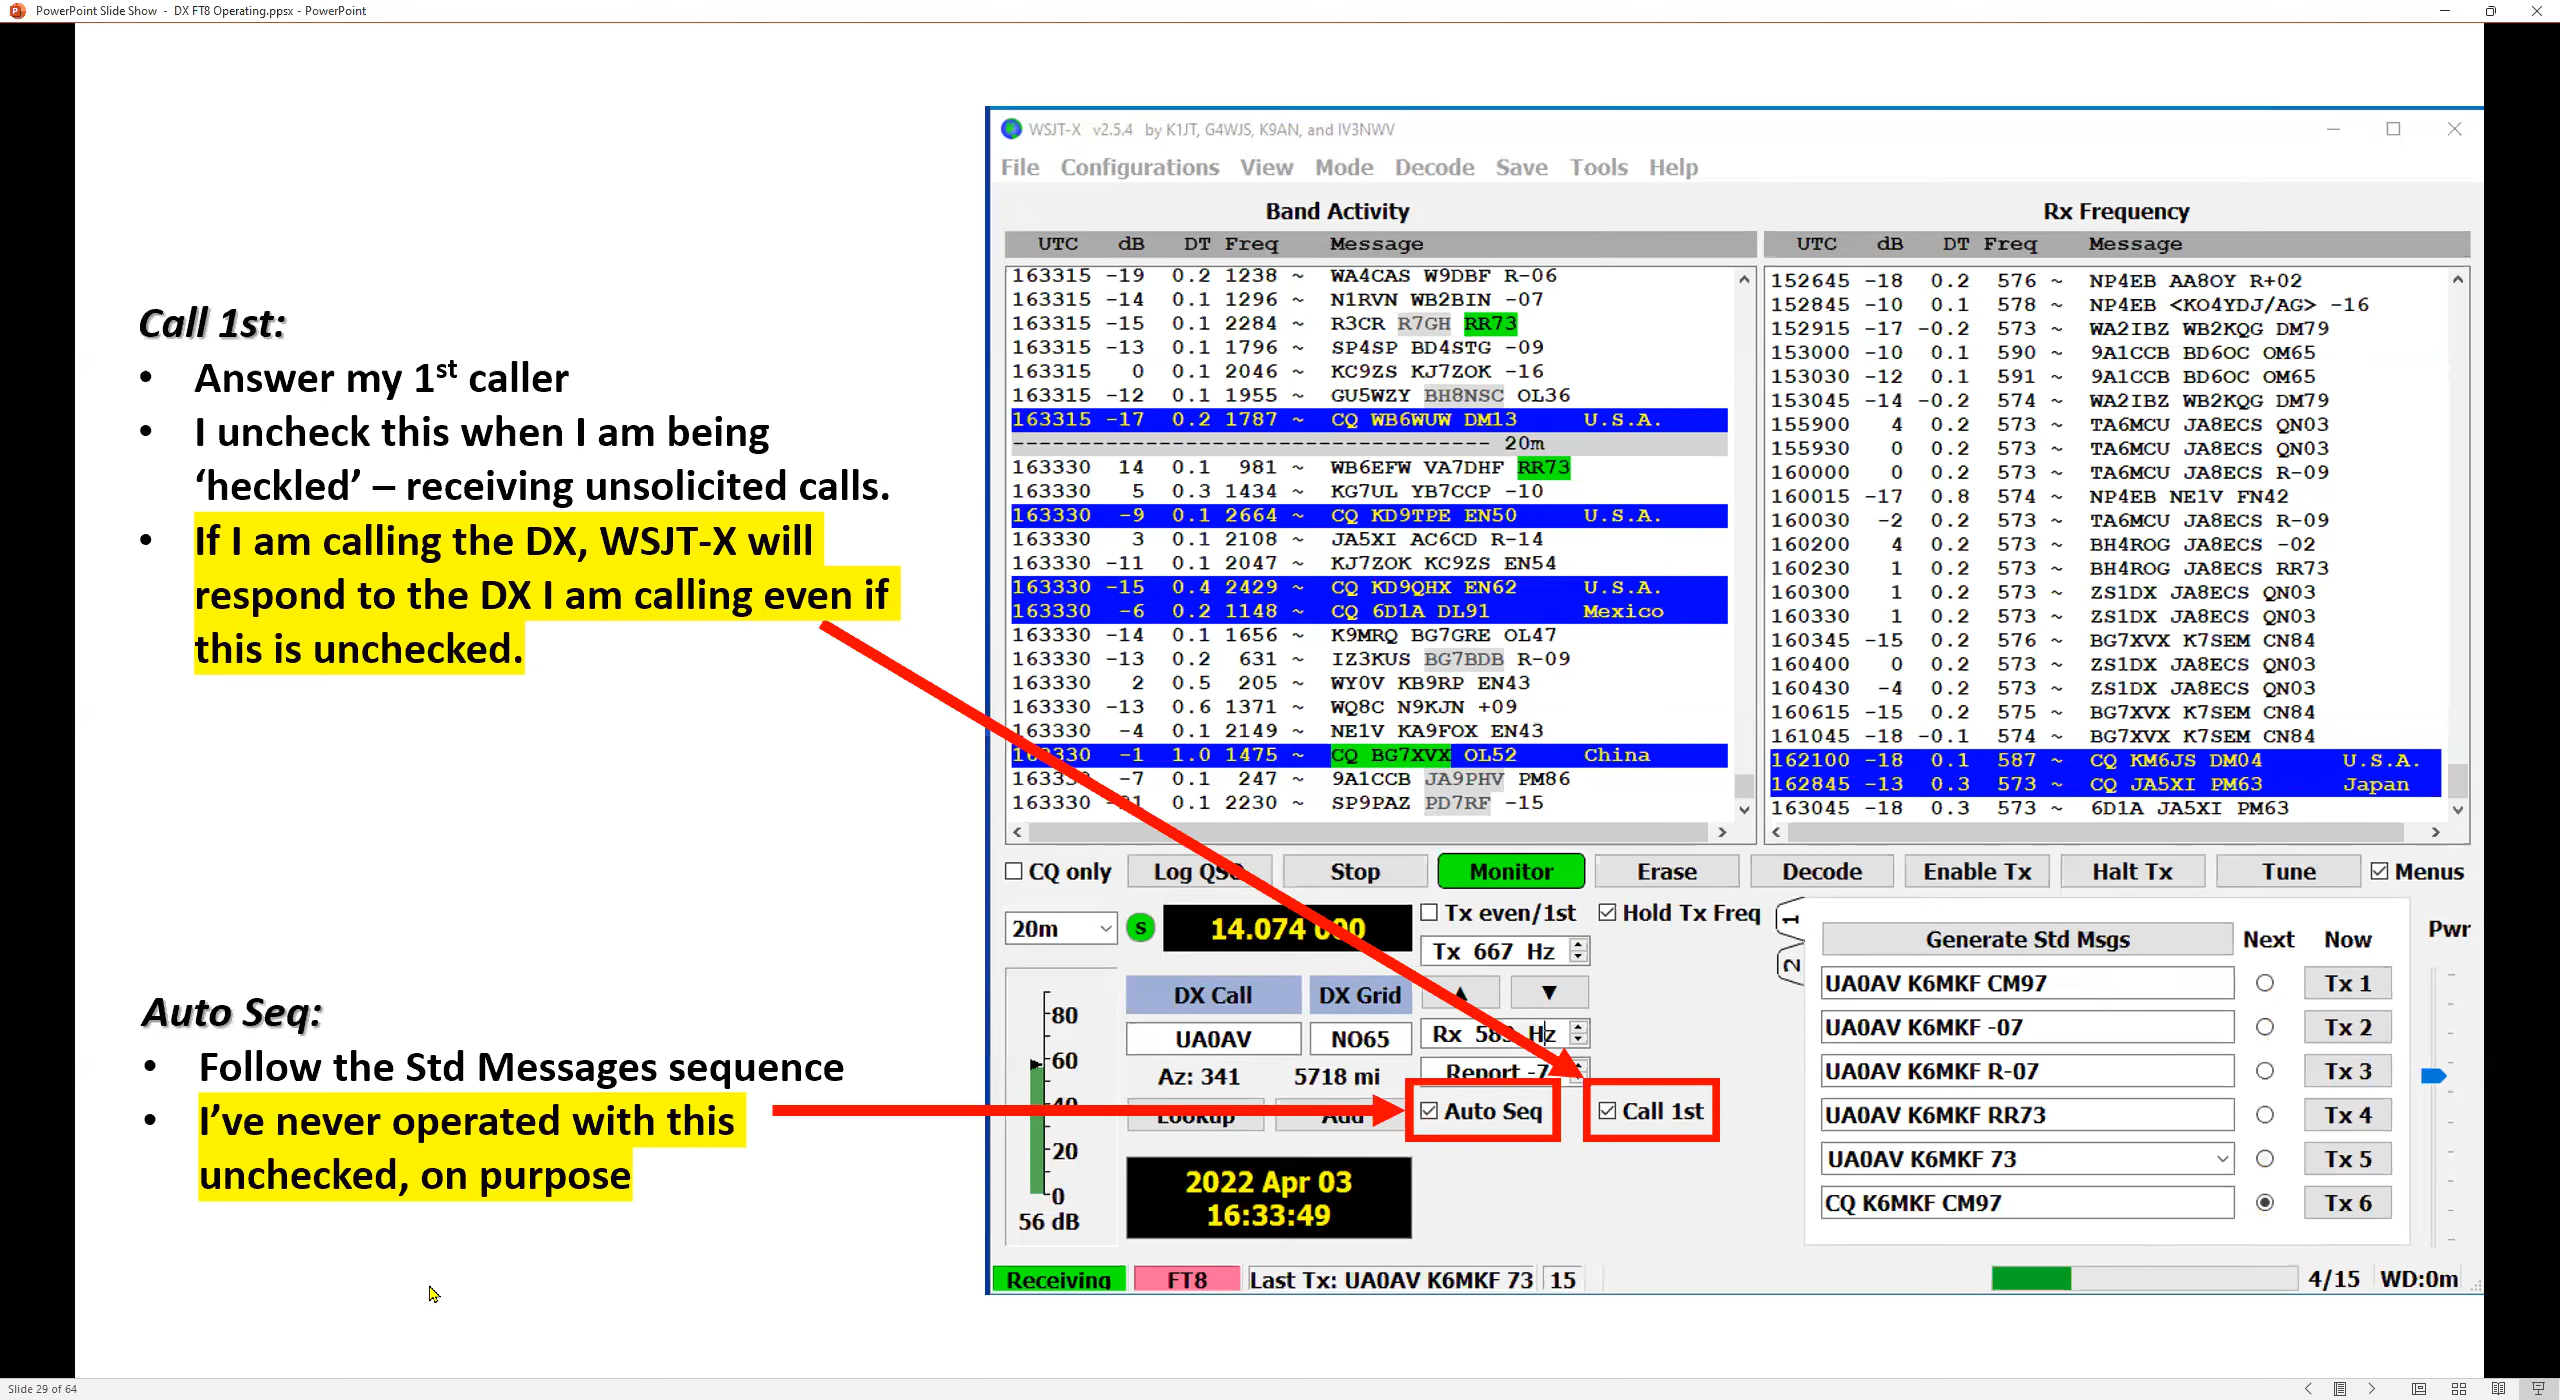 PowerPoint Slide Show - DX FT8 Operating.ppsx - PowerPoint
Call 1st:
• Answer my 1st caller
• I uncheck this when I am being
‘heckled’ – receiving unsolicited calls.
• If I am calling the DX, WSJT-X will
respond to the DX I am calling even if
this is unchecked.
Auto Seq:
• Follow the Std Messages sequence
• I’ve never operated with this
unchecked, on purpose
WSJT-X v2.5.4 by K1JT, G4WJS, K9AN, and IV3NWV
File Configurations View Mode Decode Save Tools Help
Band Activity
UTC dB DT Freq Message
163315 -19 0.2 1238 ~ WA4CAS W9DBF R-06
163315 -14 0.1 1296 ~ N1RVN WB2BIN -07
163315 -15 0.1 2284 ~ R3CR R7GH RR73
163315 -13 0.1 1796 ~ SP4SP BD4STG -09
163315 0 0.1 2046 ~ KC9ZS KJ7ZOK -16
163315 -12 0.1 1955 ~ GU5WZY BH8NSC OL36
163315 -17 0.2 1787 ~ CQ WB6WUW DM13 U.S.A.
------------------------------------ 20m
163330 14 0.1 981 ~ WB6EFW VA7DHF RR73
163330 5 0.3 1434 ~ KG7UL YB7CCP -10
163330 -9 0.1 2664 ~ CQ KD9TPE EN50 U.S.A.
163330 3 0.1 2108 ~ JA5XI AC6CD R-14
163330 -11 0.1 2047 ~ KJ7ZOK KC9ZS EN54
163330 -15 0.4 2429 ~ CQ KD9QHX EN62 U.S.A.
163330 -6 0.2 1148 ~ CQ 6D1A DL91 Mexico
163330 -14 0.1 1656 ~ K9MRQ BG7GRE OL47
163330 -13 0.2 631 ~ IZ3KUS BG7BDB R-09
163330 2 0.5 205 ~ WY0V KB9RP EN43
163330 -13 0.6 1371 ~ WQ8C N9KJN +09
163330 -4 0.1 2149 ~ NE1V KA9FOX EN43
163330 -1 1.0 1475 ~ CQ BG7XVX OL52 China
163330 -7 0.1 247 ~ 9A1CCB JA9PHV PM86
163330 0.1 2230 ~ SP9PAZ PD7RF -15
Rx Frequency
UTC dB DT Freq Message
152645 -18 0.2 576 ~ NP4EB AA8OY R+02
152845 -10 0.1 578 ~ NP4EB <KO4YDJ/AG> -16
152915 -17 -0.2 573 ~ WA2IBZ WB2KQG DM79
153000 -10 0.1 590 ~ 9A1CCB BD6OC OM65
153030 -12 0.1 591 ~ 9A1CCB BD6OC OM65
153045 -14 -0.2 574 ~ WA2IBZ WB2KQG DM79
155900 4 0.2 573 ~ TA6MCU JA8ECS QN03
155930 0 0.2 573 ~ TA6MCU JA8ECS QN03
160000 0 0.2 573 ~ TA6MCU JA8ECS R-09
160015 -17 0.8 574 ~ NP4EB NE1V FN42
160030 -2 0.2 573 ~ TA6MCU JA8ECS R-09
160200 4 0.2 573 ~ BH4ROG JA8ECS -02
160230 1 0.2 573 ~ BH4ROG JA8ECS RR73
160300 1 0.2 573 ~ ZS1DX JA8ECS QN03
160330 1 0.2 573 ~ ZS1DX JA8ECS QN03
160345 -15 0.2 576 ~ BG7XVX K7SEM CN84
160400 0 0.2 573 ~ ZS1DX JA8ECS QN03
160430 -4 0.2 573 ~ ZS1DX JA8ECS QN03
160615 -15 0.2 575 ~ BG7XVX K7SEM CN84
161045 -18 -0.1 574 ~ BG7XVX K7SEM CN84
162100 -18 0.1 587 ~ CQ KM6JS DM04 U.S.A.
162845 -13 0.3 573 ~ CQ JA5XI PM63 Japan
163045 -18 0.3 573 ~ 6D1A JA5XI PM63
CQ only Log QSO Stop Monitor Erase Decode Enable Tx Halt Tx Tune Menus
20m S 14.074 000 Tx even/1st Hold Tx Freq
Tx 667 Hz
DX Call DX Grid
UA0AV NO65 Rx Hz
Az: 341 5718 mi Report -7
Lookup Add Auto Seq Call 1st
2022 Apr 03
16:33:49
80
60
40
20
0
56 dB
1
2
Generate Std Msgs Next Now Pwr
UA0AV K6MKF CM97 Tx 1
UA0AV K6MKF -07 Tx 2
UA0AV K6MKF R-07 Tx 3
UA0AV K6MKF RR73 Tx 4
UA0AV K6MKF 73 Tx 5
CQ K6MKF CM97 Tx 6
Receiving FT8 Last Tx: UA0AV K6MKF 73 15 4/15 WD:0m
Slide 29 of 64